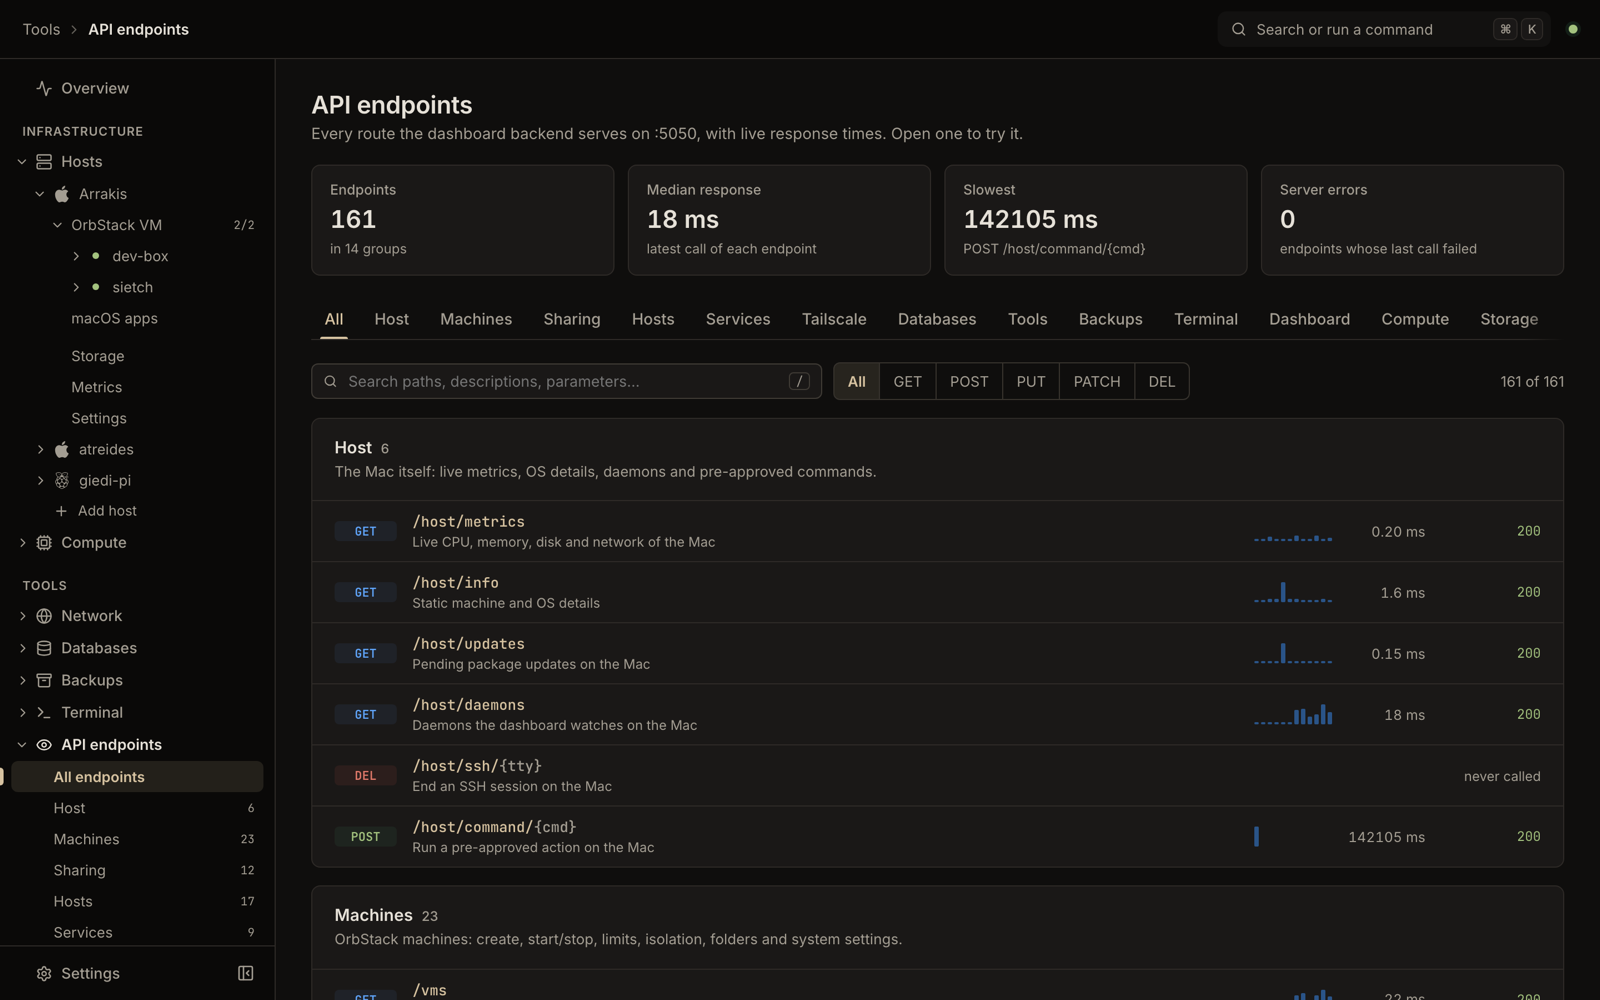 Tools > API endpoints
Search or run a command ⌘ K
Overview
INFRASTRUCTURE
Hosts
Arrakis
OrbStack VM 2/2
dev-box
sietch
macOS apps
Storage
Metrics
Settings
atreides
giedi-pi
+ Add host
Compute
TOOLS
Network
Databases
Backups
Terminal
API endpoints
All endpoints
Host 6
Machines 23
Sharing 12
Hosts 17
Services 9
Settings
API endpoints
Every route the dashboard backend serves on :5050, with live response times. Open one to try it.
Endpoints
161
in 14 groups
Median response
18 ms
latest call of each endpoint
Slowest
142105 ms
POST /host/command/{cmd}
Server errors
0
endpoints whose last call failed
All Host Machines Sharing Hosts Services Tailscale Databases Tools Backups Terminal Dashboard Compute Storage
Search paths, descriptions, parameters... / All GET POST PUT PATCH DEL 161 of 161
Host 6
The Mac itself: live metrics, OS details, daemons and pre-approved commands.
GET /host/metrics 0.20 ms 200
Live CPU, memory, disk and network of the Mac
GET /host/info 1.6 ms 200
Static machine and OS details
GET /host/updates 0.15 ms 200
Pending package updates on the Mac
GET /host/daemons 18 ms 200
Daemons the dashboard watches on the Mac
DEL /host/ssh/{tty} never called
End an SSH session on the Mac
POST /host/command/{cmd} 142105 ms 200
Run a pre-approved action on the Mac
Machines 23
OrbStack machines: create, start/stop, limits, isolation, folders and system settings.
GET /vms 22 ms 200